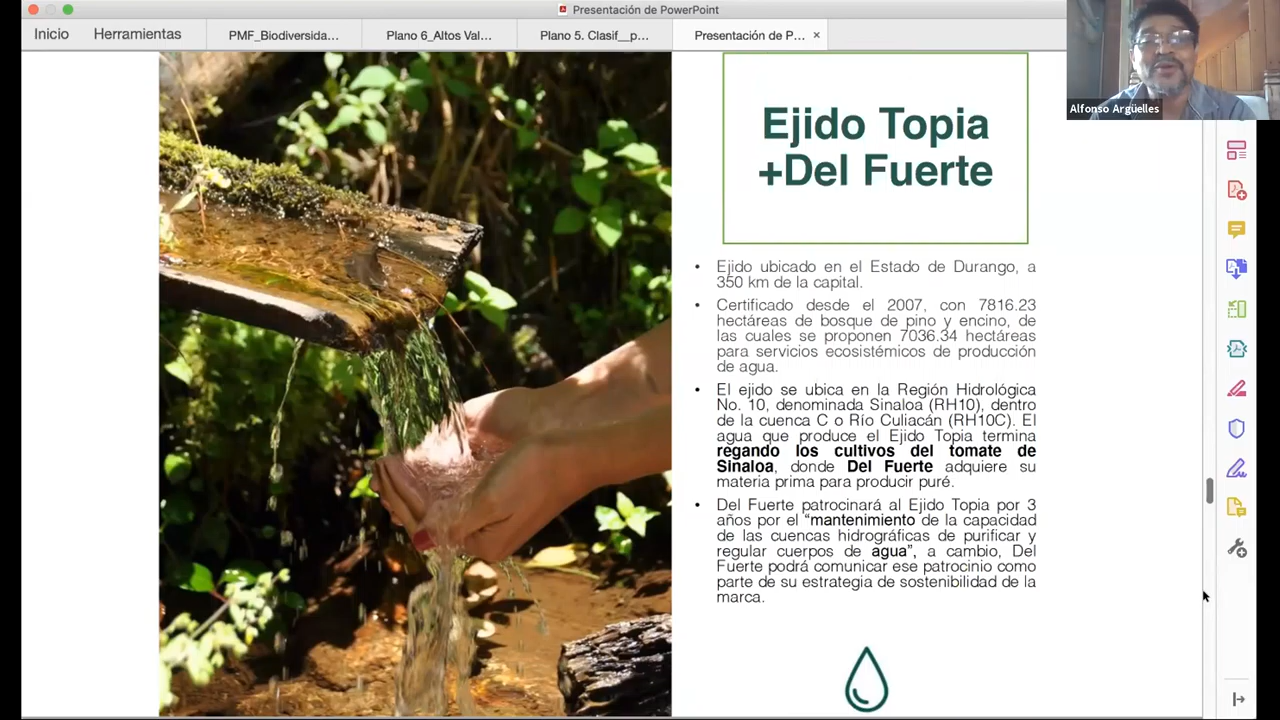 Presentación de PowerPoint
Inicio
Herramientas
PMF_Biodiversida...
Plano 6_Altos Val...
Plano 5. Clasif__p...
Presentación de P...
Alfonso Argüelles
Ejido Topia
+Del Fuerte
• Ejido ubicado en el Estado de Durango, a
350 km de la capital.
• Certificado desde el 2007, con 7816.23
hectáreas de bosque de pino y encino, de
las cuales se proponen 7036.34 hectáreas
para servicios ecosistémicos de producción
de agua.
• El ejido se ubica en la Región Hidrológica
No. 10, denominada Sinaloa (RH10), dentro
de la cuenca C o Río Culiacán (RH10C). El
agua que produce el Ejido Topia termina
regando los cultivos del tomate de
Sinaloa, donde Del Fuerte adquiere su
materia prima para producir puré.
• Del Fuerte patrocinará al Ejido Topia por 3
años por el “mantenimiento de la capacidad
de las cuencas hidrográficas de purificar y
regular cuerpos de agua”, a cambio, Del
Fuerte podrá comunicar ese patrocinio como
parte de su estrategia de sostenibilidad de la
marca.